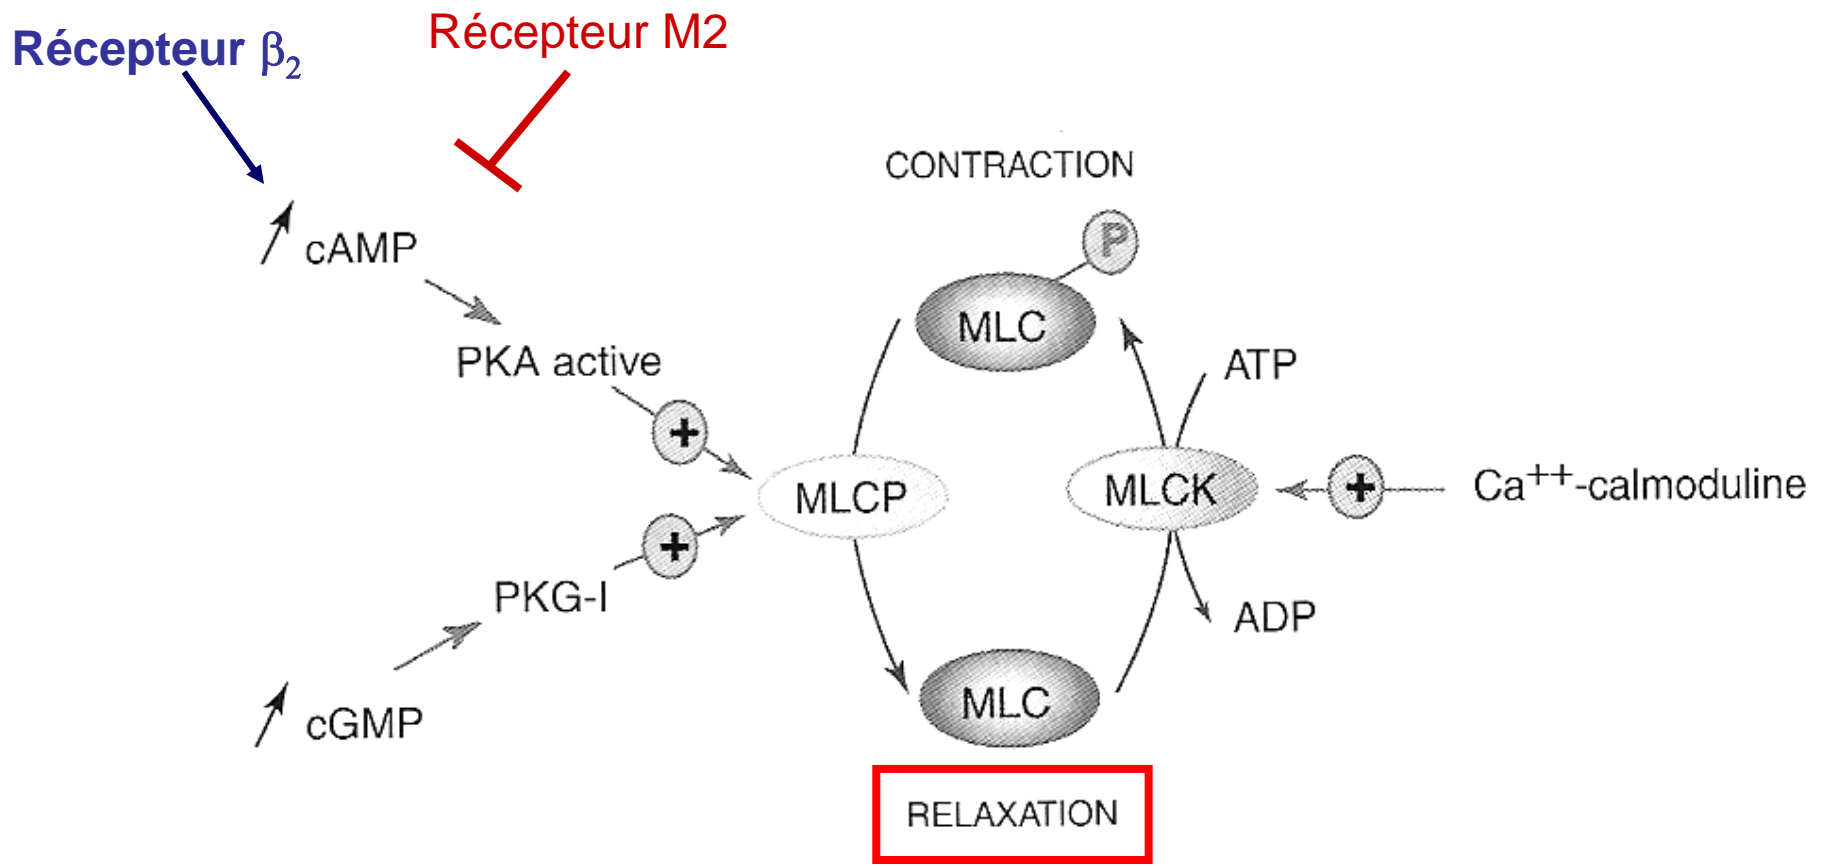 Récepteur β2
Récepteur M2
CONTRACTION
P
cAMP
MLC
PKA active
ATP
+
MLCP
MLCK
+
Ca++-calmoduline
+
PKG-I
ADP
cGMP
MLC
RELAXATION